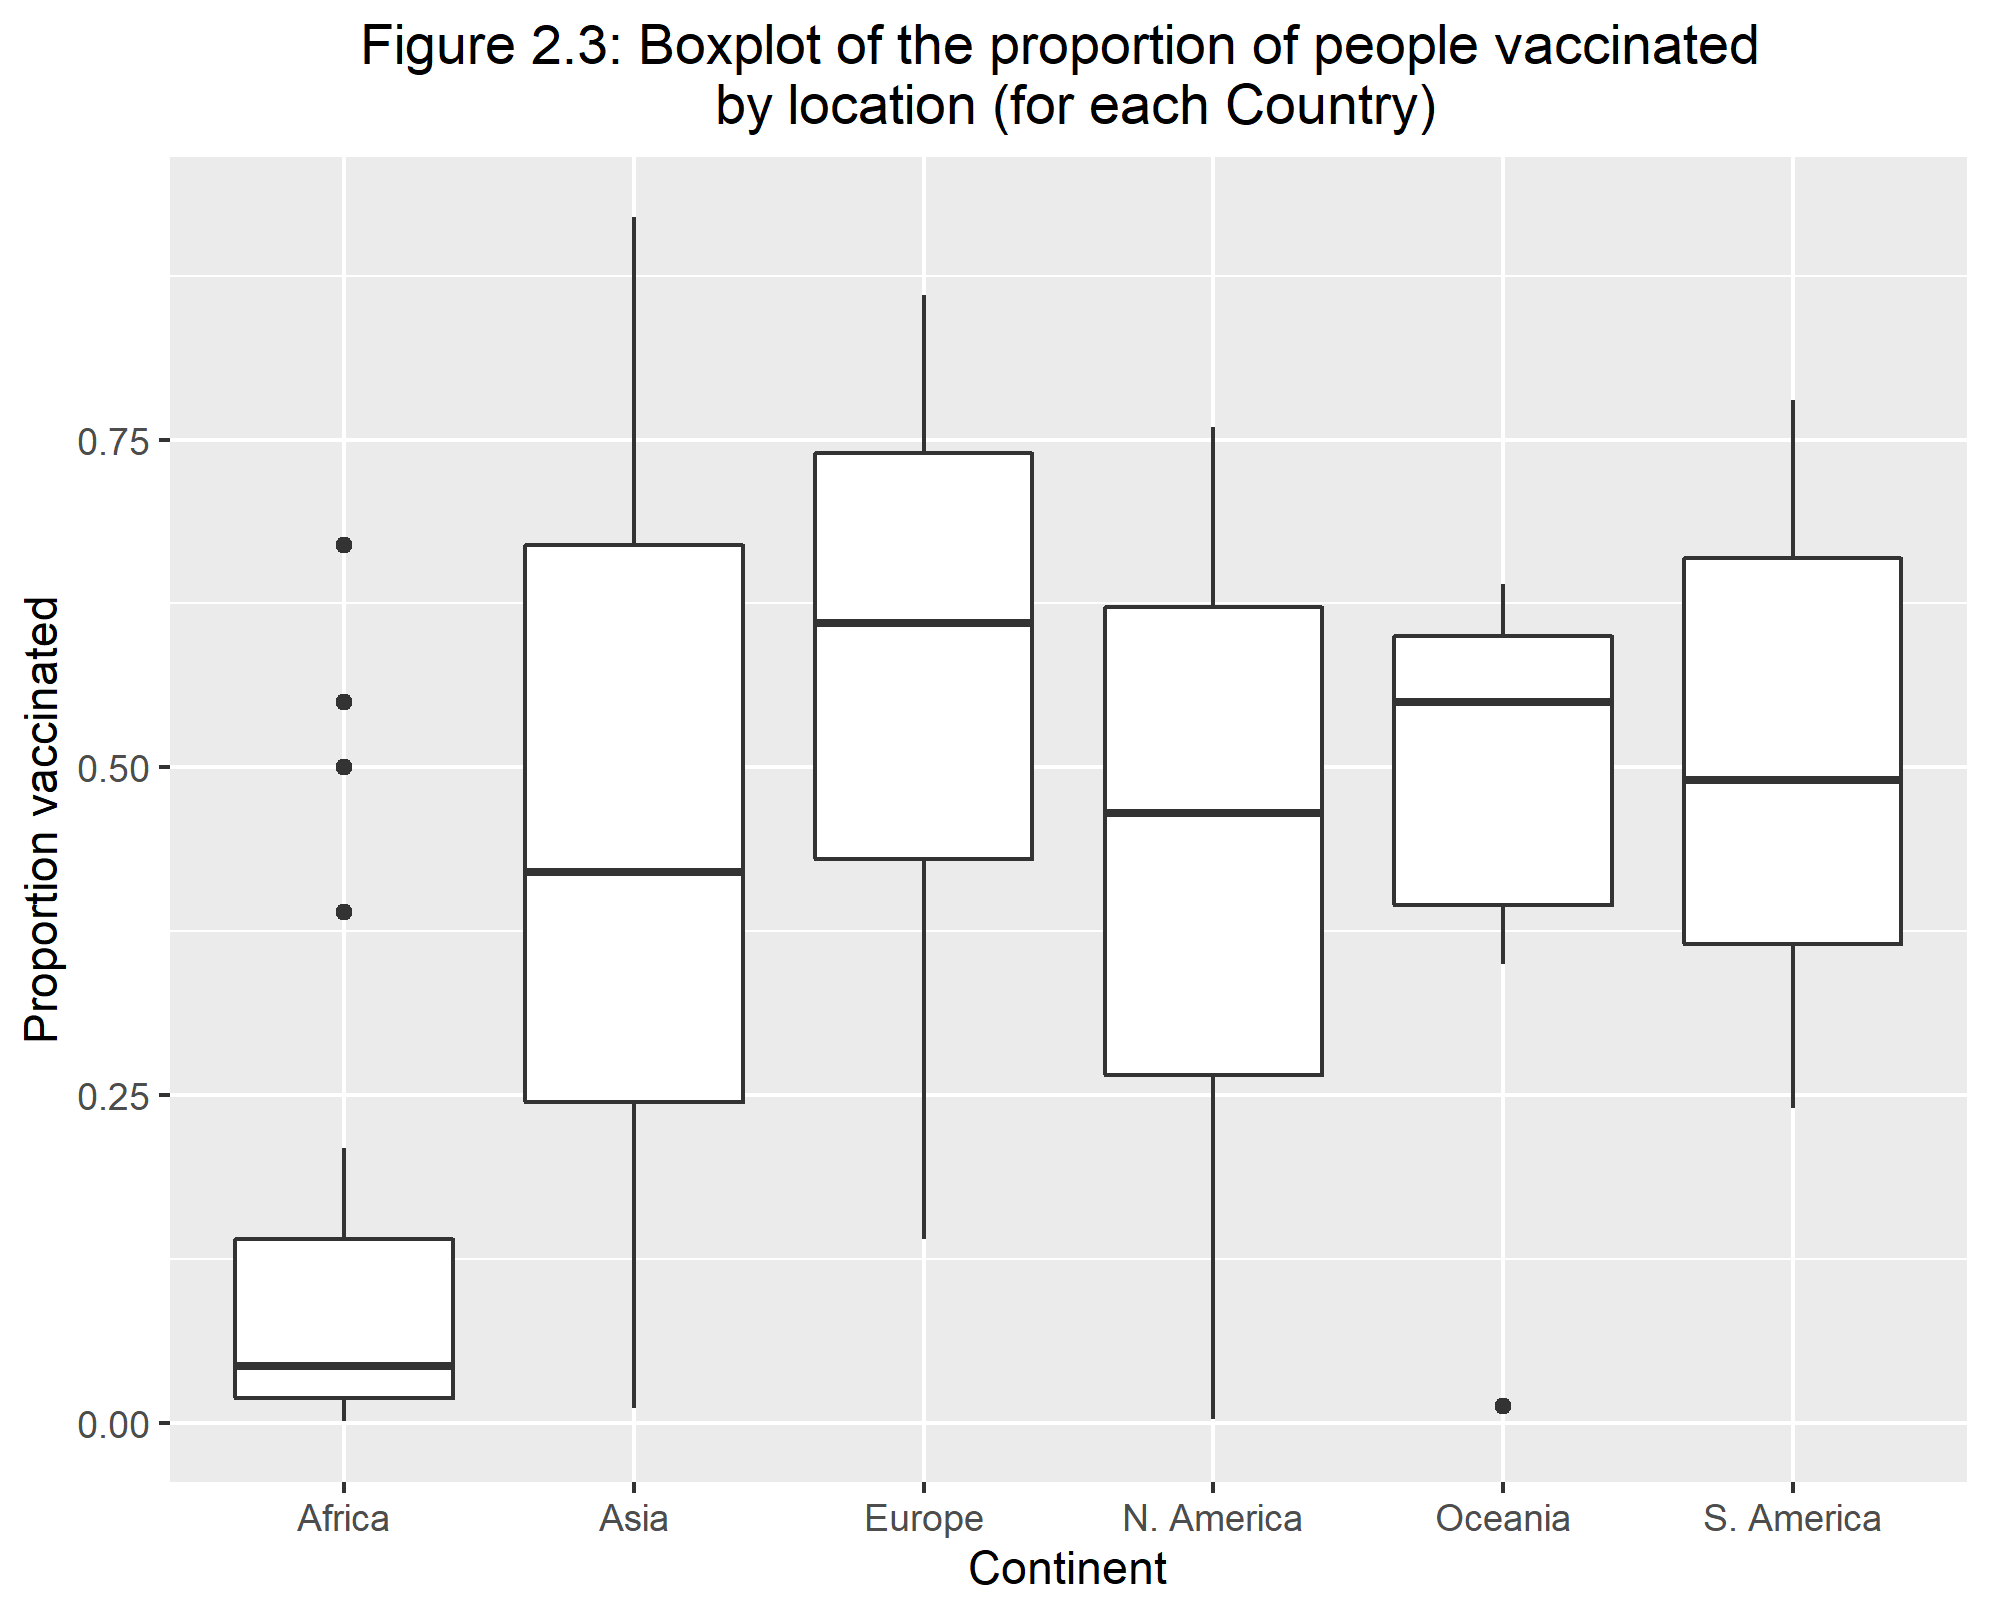 Figure 2.3: Boxplot of the proportion of people vaccinated
by location (for each Country)
Proportion vaccinated
0.75
0.50
0.25
0.00
Africa Asia Europe N. America Oceania S. America
Continent